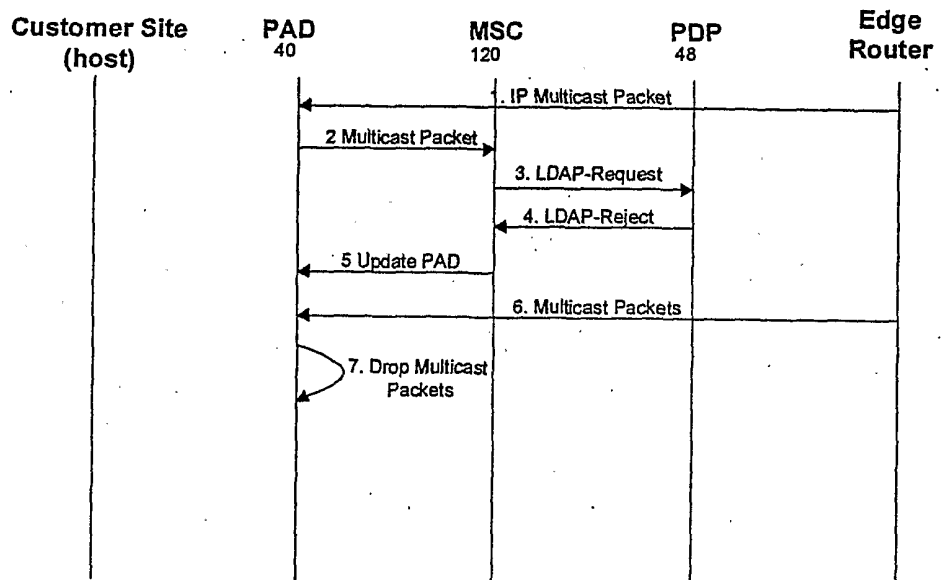 Customer Site
(host)
PAD
40
MSC
120
PDP
48
Edge
Router
. IP Multicast Packet
2 Multicast Packet
3. LDAP-Request
4. LDAP-Reject
5 Update PAD
6. Multicast Packets
7. Drop Multicast
Packets